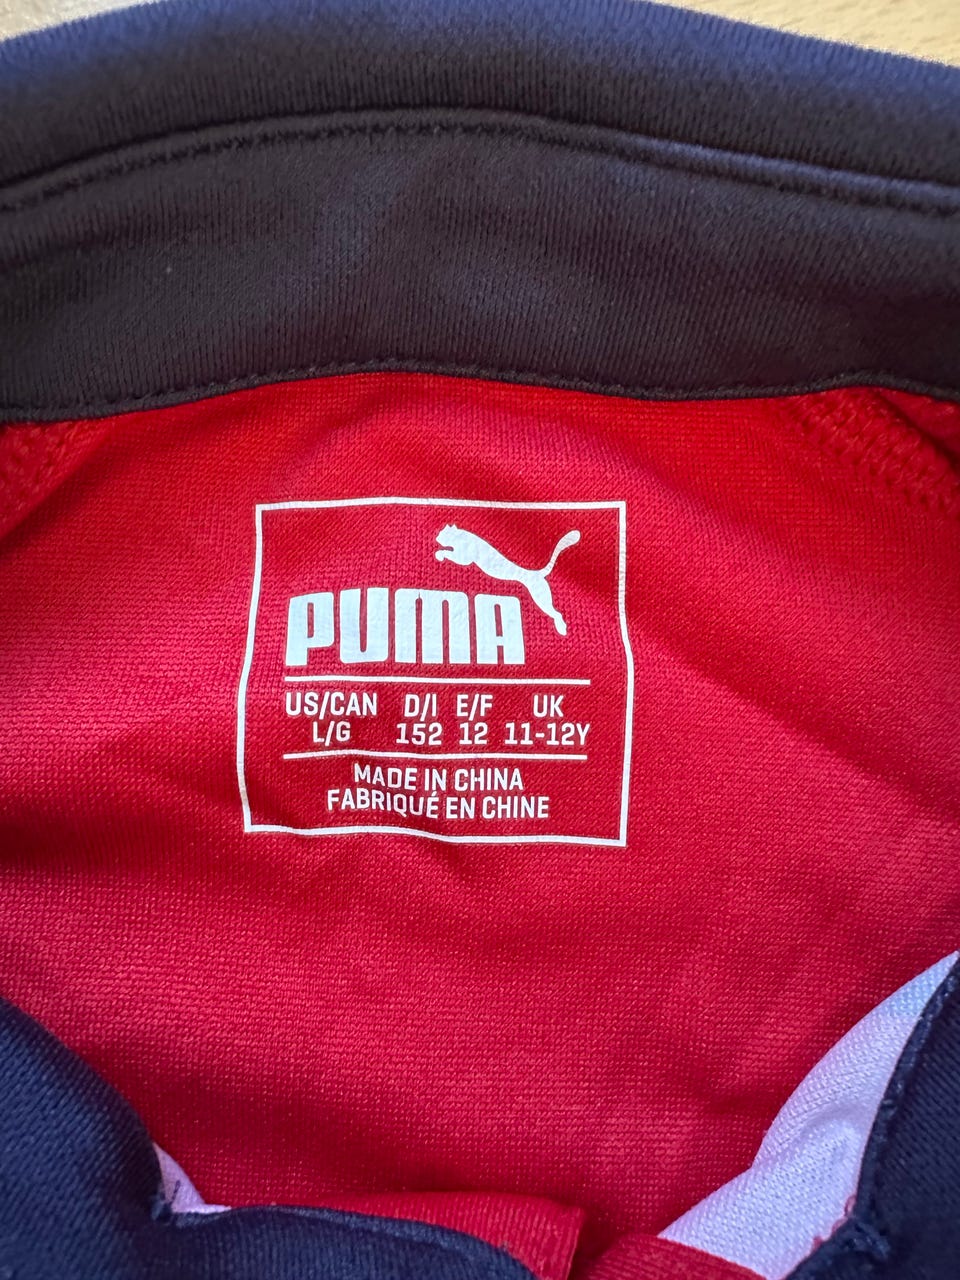 PUMA
US/CAN D/I E/F UK
L/G 152 12 11-12Y
MADE IN CHINA
FABRIQUÉ EN CHINE